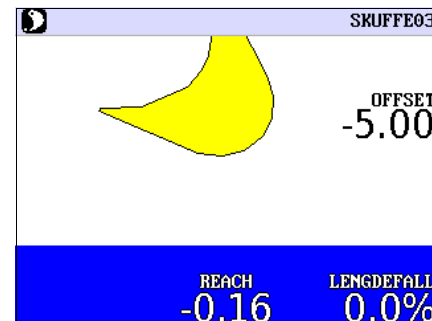 SKUFFE03
OFFSET
-5.00
REACH LENGDEFALL
-0.16 0.0%